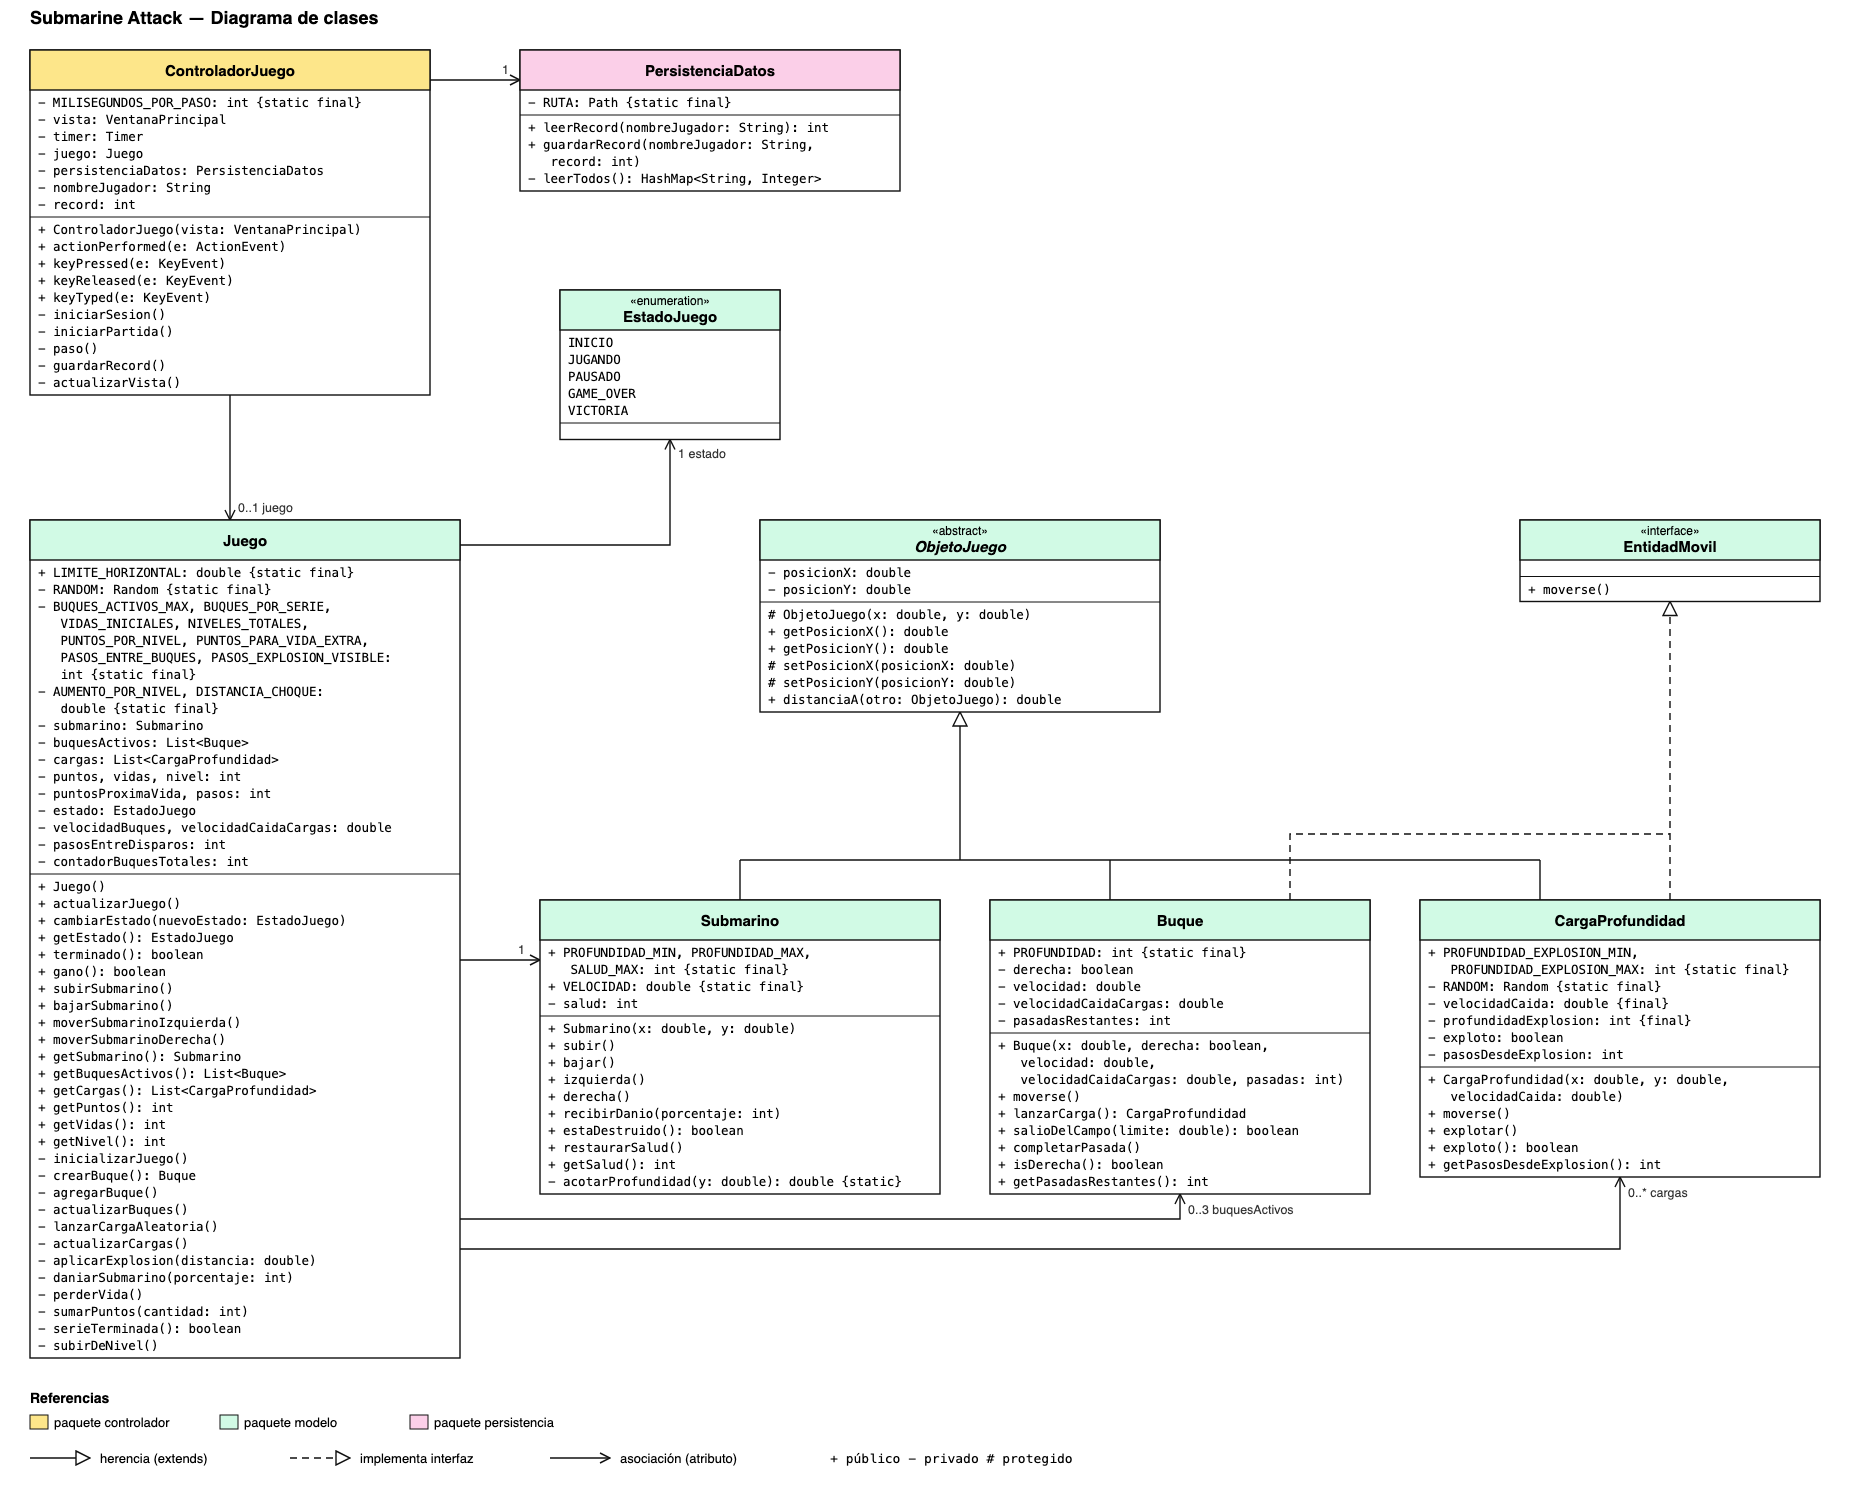 Submarine Attack — Diagrama de clases
ControladorJuego
− MILISEGUNDOS_POR_PASO: int {static final}
− vista: VentanaPrincipal
− timer: Timer
− juego: Juego
− persistenciaDatos: PersistenciaDatos
− nombreJugador: String
− record: int
+ ControladorJuego(vista: VentanaPrincipal)
+ actionPerformed(e: ActionEvent)
+ keyPressed(e: KeyEvent)
+ keyReleased(e: KeyEvent)
+ keyTyped(e: KeyEvent)
− iniciarSesion()
− iniciarPartida()
− paso()
− guardarRecord()
− actualizarVista()
1
PersistenciaDatos
− RUTA: Path {static final}
+ leerRecord(nombreJugador: String): int
+ guardarRecord(nombreJugador: String,
record: int)
− leerTodos(): HashMap<String, Integer>
«enumeration»
EstadoJuego
INICIO
JUGANDO
PAUSADO
GAME_OVER
VICTORIA
1 estado
0..1 juego
Juego
+ LIMITE_HORIZONTAL: double {static final}
− RANDOM: Random {static final}
− BUQUES_ACTIVOS_MAX, BUQUES_POR_SERIE,
VIDAS_INICIALES, NIVELES_TOTALES,
PUNTOS_POR_NIVEL, PUNTOS_PARA_VIDA_EXTRA,
PASOS_ENTRE_BUQUES, PASOS_EXPLOSION_VISIBLE:
int {static final}
− AUMENTO_POR_NIVEL, DISTANCIA_CHOQUE:
double {static final}
− submarino: Submarino
− buquesActivos: List<Buque>
− cargas: List<CargaProfundidad>
− puntos, vidas, nivel: int
− puntosProximaVida, pasos: int
− estado: EstadoJuego
− velocidadBuques, velocidadCaidaCargas: double
− pasosEntreDisparos: int
− contadorBuquesTotales: int
+ Juego()
+ actualizarJuego()
+ cambiarEstado(nuevoEstado: EstadoJuego)
+ getEstado(): EstadoJuego
+ terminado(): boolean
+ gano(): boolean
+ subirSubmarino()
+ bajarSubmarino()
+ moverSubmarinoIzquierda()
+ moverSubmarinoDerecha()
+ getSubmarino(): Submarino
+ getBuquesActivos(): List<Buque>
+ getCargas(): List<CargaProfundidad>
+ getPuntos(): int
+ getVidas(): int
+ getNivel(): int
− inicializarJuego()
− crearBuque(): Buque
− agregarBuque()
− actualizarBuques()
− lanzarCargaAleatoria()
− actualizarCargas()
− aplicarExplosion(distancia: double)
− daniarSubmarino(porcentaje: int)
− perderVida()
− sumarPuntos(cantidad: int)
− serieTerminada(): boolean
− subirDeNivel()
«abstract»
ObjetoJuego
− posicionX: double
− posicionY: double
# ObjetoJuego(x: double, y: double)
+ getPosicionX(): double
+ getPosicionY(): double
# setPosicionX(posicionX: double)
# setPosicionY(posicionY: double)
+ distanciaA(otro: ObjetoJuego): double
«interface»
EntidadMovil
+ moverse()
1
Submarino
+ PROFUNDIDAD_MIN, PROFUNDIDAD_MAX,
SALUD_MAX: int {static final}
+ VELOCIDAD: double {static final}
− salud: int
+ Submarino(x: double, y: double)
+ subir()
+ bajar()
+ izquierda()
+ derecha()
+ recibirDanio(porcentaje: int)
+ estaDestruido(): boolean
+ restaurarSalud()
+ getSalud(): int
− acotarProfundidad(y: double): double {static}
Buque
+ PROFUNDIDAD: int {static final}
− derecha: boolean
− velocidad: double
− velocidadCaidaCargas: double
− pasadasRestantes: int
+ Buque(x: double, derecha: boolean,
velocidad: double,
velocidadCaidaCargas: double, pasadas: int)
+ moverse()
+ lanzarCarga(): CargaProfundidad
+ salioDelCampo(limite: double): boolean
+ completarPasada()
+ isDerecha(): boolean
+ getPasadasRestantes(): int
0..3 buquesActivos
CargaProfundidad
+ PROFUNDIDAD_EXPLOSION_MIN,
PROFUNDIDAD_EXPLOSION_MAX: int {static final}
− RANDOM: Random {static final}
− velocidadCaida: double {final}
− profundidadExplosion: int {final}
− exploto: boolean
− pasosDesdeExplosion: int
+ CargaProfundidad(x: double, y: double,
velocidadCaida: double)
+ moverse()
+ explotar()
+ exploto(): boolean
+ getPasosDesdeExplosion(): int
0..* cargas
Referencias
paquete controlador
paquete modelo
paquete persistencia
herencia (extends)
implementa interfaz
asociación (atributo)
+ público − privado # protegido